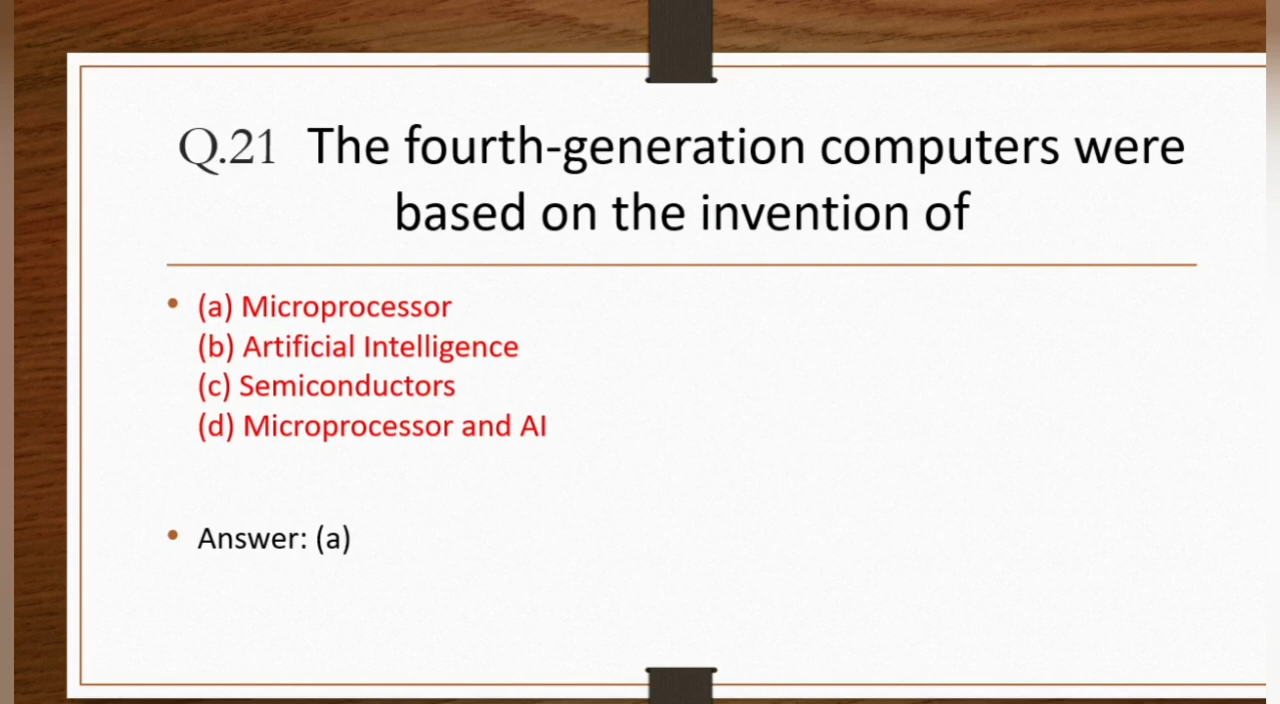 Q.21 The fourth-generation computers were
based on the invention of
• (a) Microprocessor
(b) Artificial Intelligence
(c) Semiconductors
(d) Microprocessor and AI
• Answer: (a)